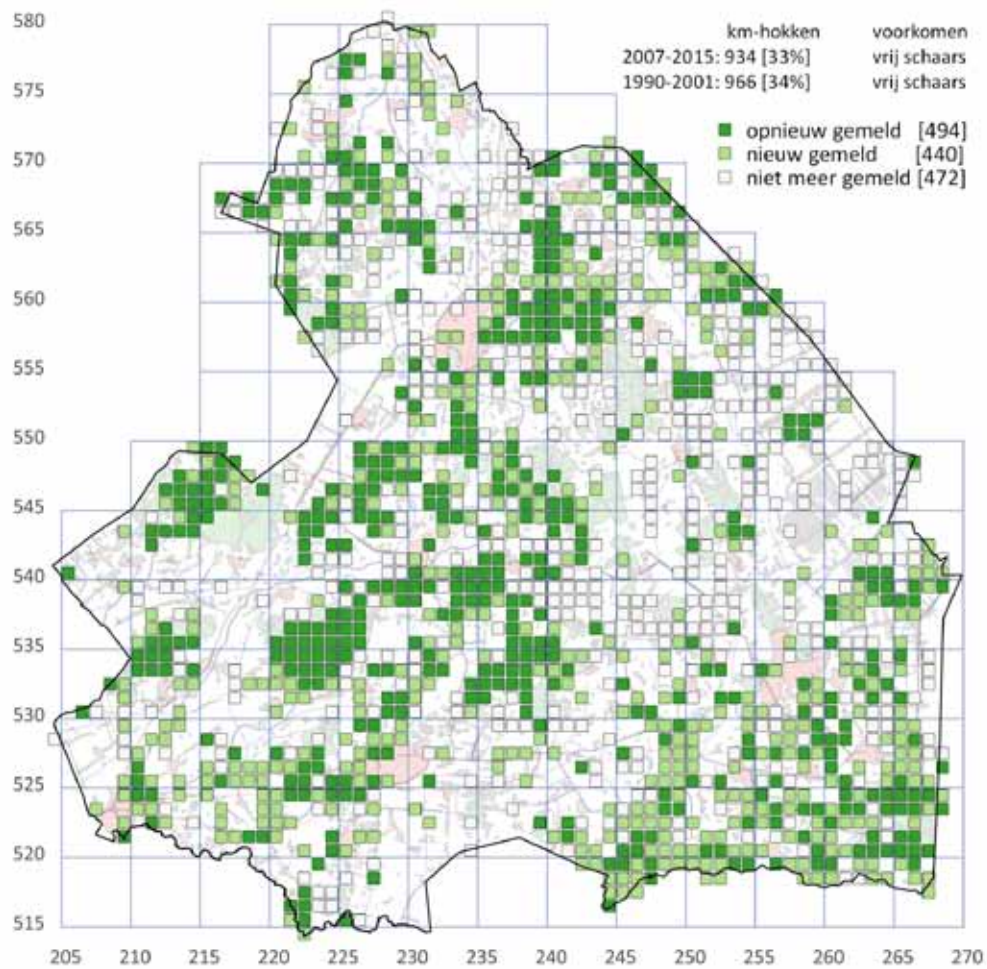 580
km-hokken voorkomen
2007-2015: 934 [33%] vrij schaars
1990-2001: 966 [34%] vrij schaars
575
opnieuw gemeld [494]
nieuw gemeld [440]
niet meer gemeld [472]
570
565
560
555
550
545
540
535
530
525
520
515
205 210 215 220 225 230 235 240 245 250 255 260 265 270